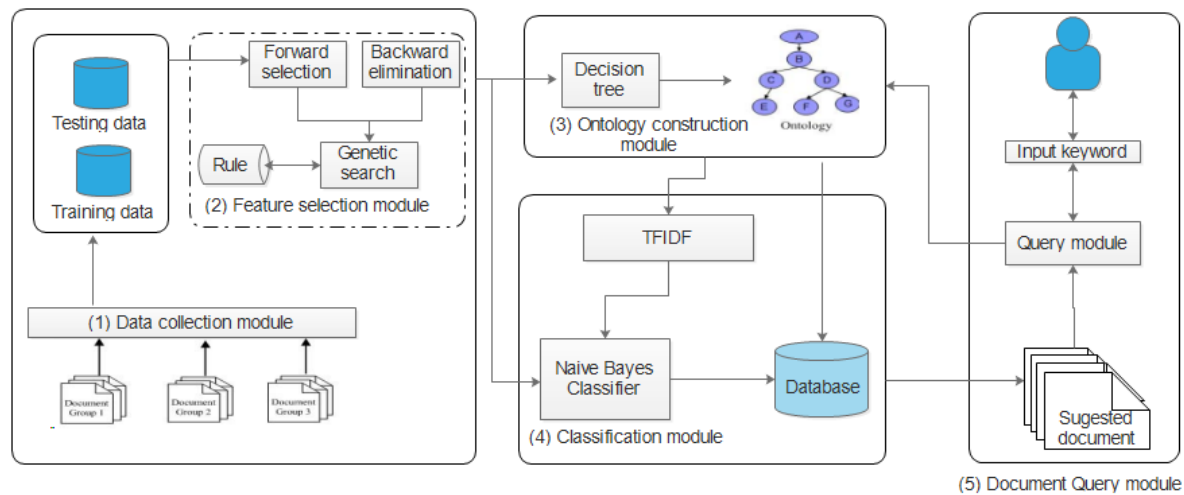 Testing data
Training data
Forward
selection
Backward
elimination
Rule
Genetic
search
(2) Feature selection module
(1) Data collection module
Document
Group 1
Document
Group 2
Document
Group 3
Decision
tree
A
B
C
D
E
F
G
Ontology
(3) Ontology construction
module
TFIDF
Naive Bayes
Classifier
Database
(4) Classification module
Input keyword
Query module
Sugested
document
(5) Document Query module